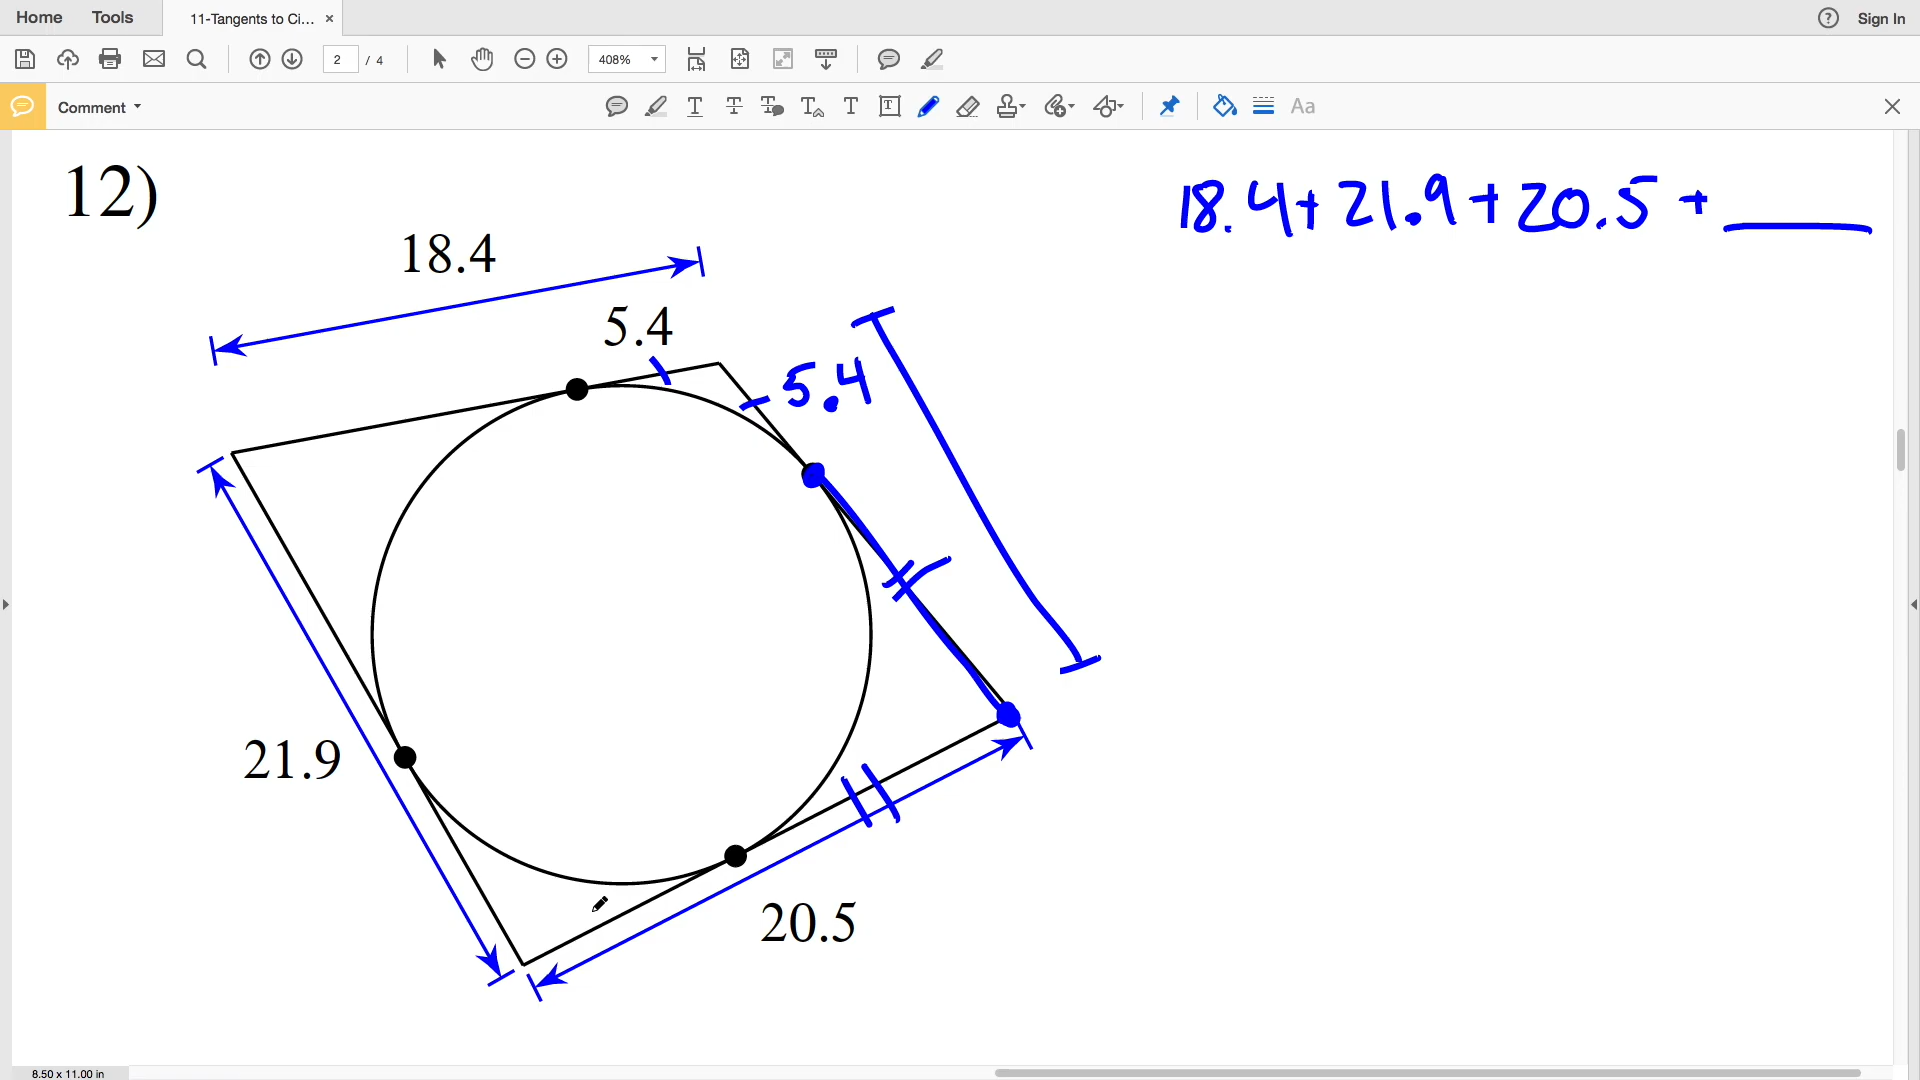 Home Tools 11-Tangents to Ci... × ? Sign In
2 / 4 408%
Comment T T T T T T Aa
12)
18.4+21.9+20.5 + ______
18.4
5.4
5.4
21.9
20.5
8.50 x 11.00 in